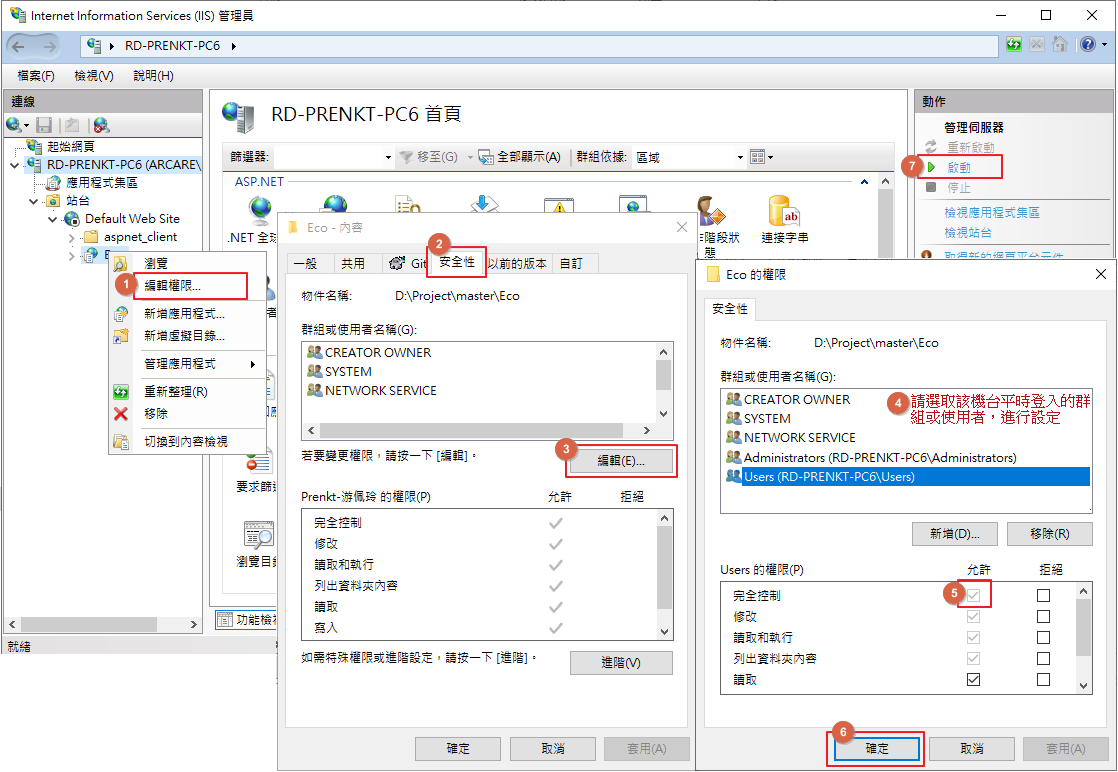 Internet Information Services (IIS) 管理員
RD-PRENKT-PC6
檔案(F) 檢視(V) 說明(H)
連線
起始網頁
RD-PRENKT-PC6 (ARCARE\
應用程式集區
站台
Default Web Site
aspnet_client
E
1
瀏覽
編輯權限...
新增應用程式...
新增虛擬目錄...
管理應用程式
重新整理(R)
移除
切換到內容檢視
就緒
RD-PRENKT-PC6 首頁
篩選器: 移至(G) 全部顯示(A) 群組依據: 區域
ASP.NET
.NET 全球
階段狀
態
連接字串
要求篩選
瀏覽目錄
功能檢視
動作
管理伺服器
重新啟動
7
啟動
停止
檢視應用程式集區
檢視站台
取得新的網頁平台元件
Eco - 內容
2
一般 共用 Git 安全性 以前的版本 自訂
物件名稱: D:\Project\master\Eco
群組或使用者名稱(G):
CREATOR OWNER
SYSTEM
NETWORK SERVICE
3
若要變更權限，請按一下 [編輯]。 編輯(E)...
Prenkt-游佩玲 的權限(P) 允許 拒絕
完全控制
修改
讀取和執行
列出資料夾內容
讀取
寫入
如需特殊權限或進階設定，請按一下 [進階]。 進階(V)
確定 取消 套用(A)
Eco 的權限
安全性
物件名稱: D:\Project\master\Eco
群組或使用者名稱(G):
CREATOR OWNER
SYSTEM
NETWORK SERVICE
Administrators (RD-PRENKT-PC6\Administrators)
Users (RD-PRENKT-PC6\Users)
4 請選取該機台平時登入的群
組或使用者，進行設定
新增(D)... 移除(R)
Users 的權限(P) 允許 拒絕
完全控制 5
修改
讀取和執行
列出資料夾內容
讀取
6
確定 取消 套用(A)